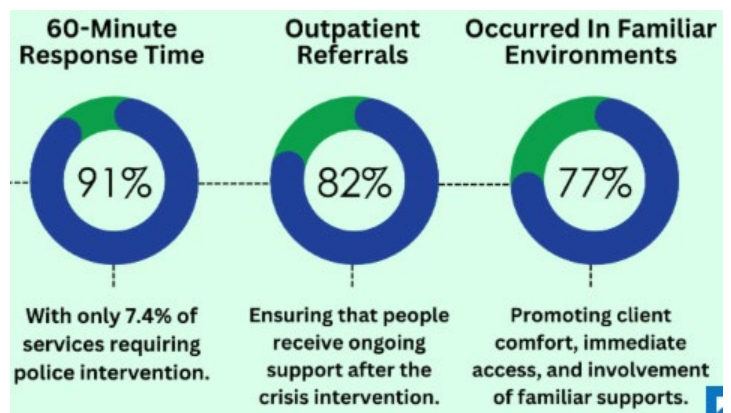 60-Minute
Response Time
91%
With only 7.4% of
services requiring
police intervention.
Outpatient
Referrals
82%
Ensuring that people
receive ongoing
support after the
crisis intervention.
Occurred In Familiar
Environments
77%
Promoting client
comfort, immediate
access, and involvement
of familiar supports.